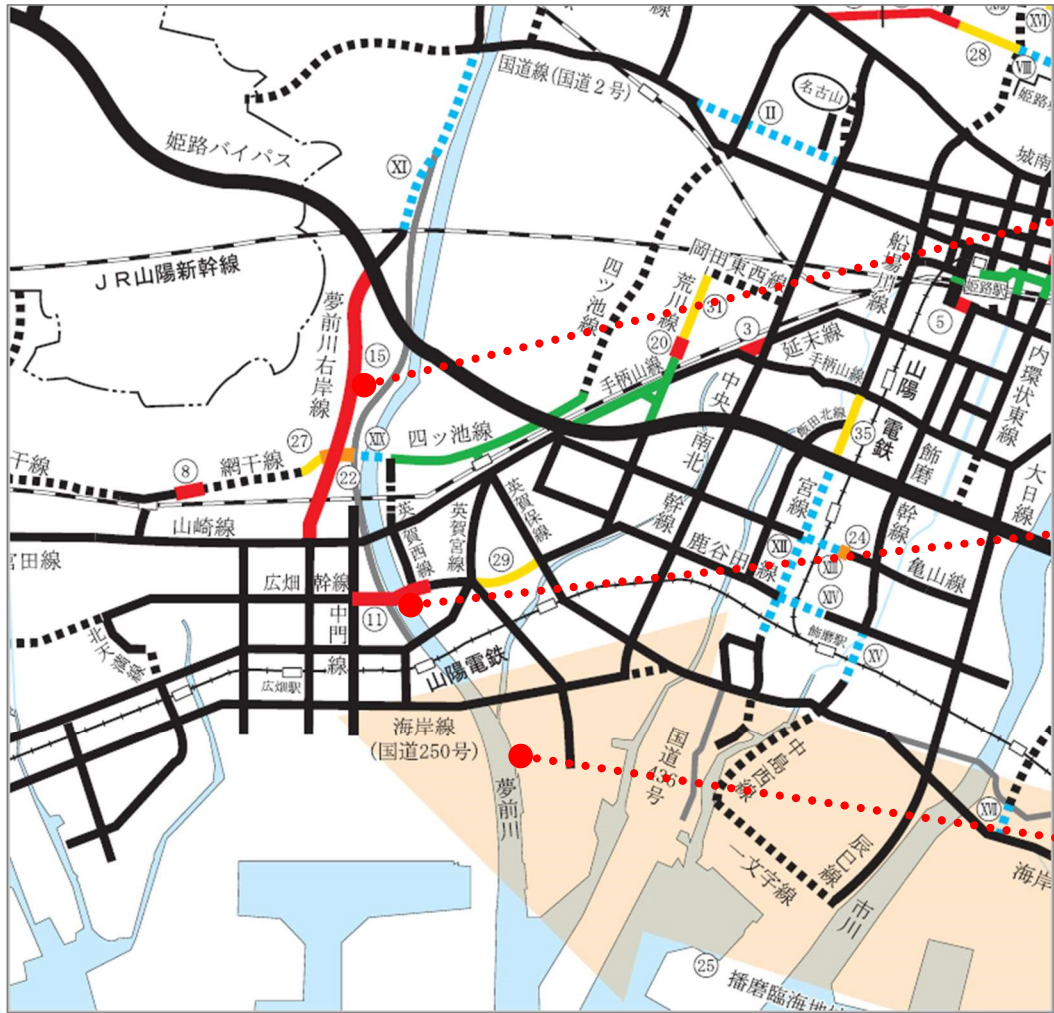 XVI
28
VIII
姫路
国道線(国道2号)
名古山
II
城南
姫路バイパス
XI
JR山陽新幹線
岡田東西線
船場川線
四ツ池線
荒川線
31
姫路駅
夢前川右岸線
3
5
20
延末線
15
手柄山線
手柄山線
内環状東線
山陽電鉄
中央南北幹線
飯田北線
27
XIX
四ツ池線
35
干線
8
網干線
22
飾磨幹線
大日線
宮線
山崎線
英賀西線
英賀宮線
英賀保線
XII
24
富田線
29
鹿谷田線
XIII
亀山線
広畑幹線
11
中門線
XIV
飾磨駅
XV
北天満線
山陽電鉄
広畑駅
海岸線
(国道250号)
国道436号
中島西線
夢前川
XVII
一文字線
辰巳線
海岸
市川
25
播磨臨海地